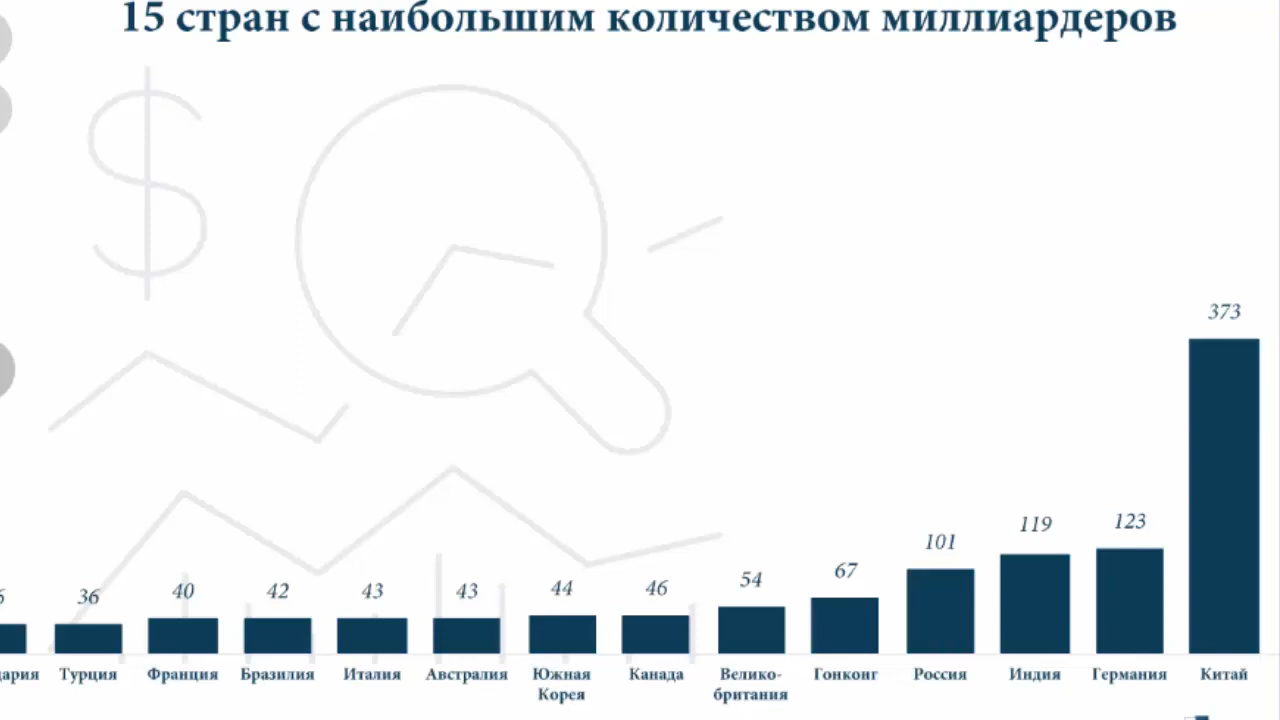 15 стран с наибольшим количеством миллиардеров
373
123
119
101
67
54
46
44
43
43
42
40
36
Турция
Франция
Бразилия
Италия
Австралия
Южная
Корея
Канада
Велико-
британия
Гонконг
Россия
Индия
Германия
Китай